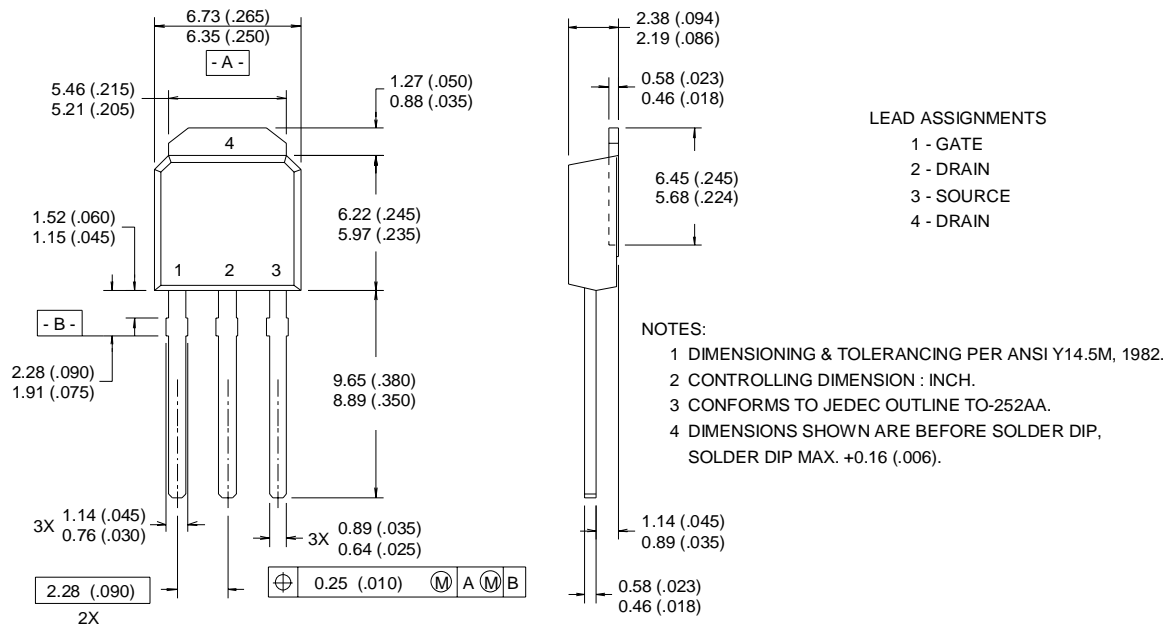 6.73 (.265)
6.35 (.250)
- A -
5.46 (.215)
5.21 (.205)
1.27 (.050)
0.88 (.035)
4
1.52 (.060)
1.15 (.045)
6.22 (.245)
5.97 (.235)
1 2 3
- B -
2.28 (.090)
1.91 (.075)
9.65 (.380)
8.89 (.350)
3X 1.14 (.045)
0.76 (.030)
3X 0.89 (.035)
0.64 (.025)
2.28 (.090)
2X
⌖ 0.25 (.010) Ⓜ A Ⓜ B
2.38 (.094)
2.19 (.086)
0.58 (.023)
0.46 (.018)
6.45 (.245)
5.68 (.224)
1.14 (.045)
0.89 (.035)
0.58 (.023)
0.46 (.018)
LEAD ASSIGNMENTS
1 - GATE
2 - DRAIN
3 - SOURCE
4 - DRAIN
NOTES:
1 DIMENSIONING & TOLERANCING PER ANSI Y14.5M, 1982.
2 CONTROLLING DIMENSION : INCH.
3 CONFORMS TO JEDEC OUTLINE TO-252AA.
4 DIMENSIONS SHOWN ARE BEFORE SOLDER DIP,
SOLDER DIP MAX. +0.16 (.006).